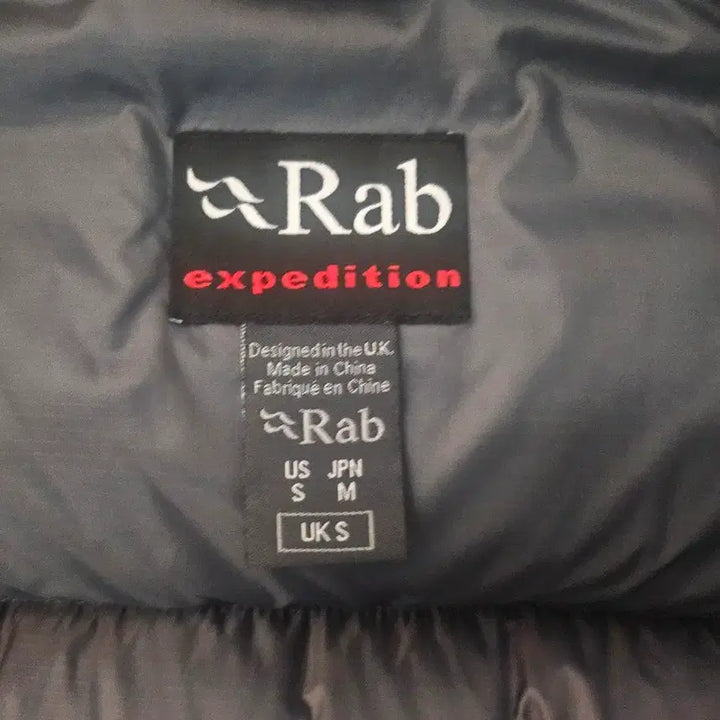 Rab
expedition
Designed in the U.K.
Made in China
Fabriqué en Chine
Rab
US JPN
S M
UK S